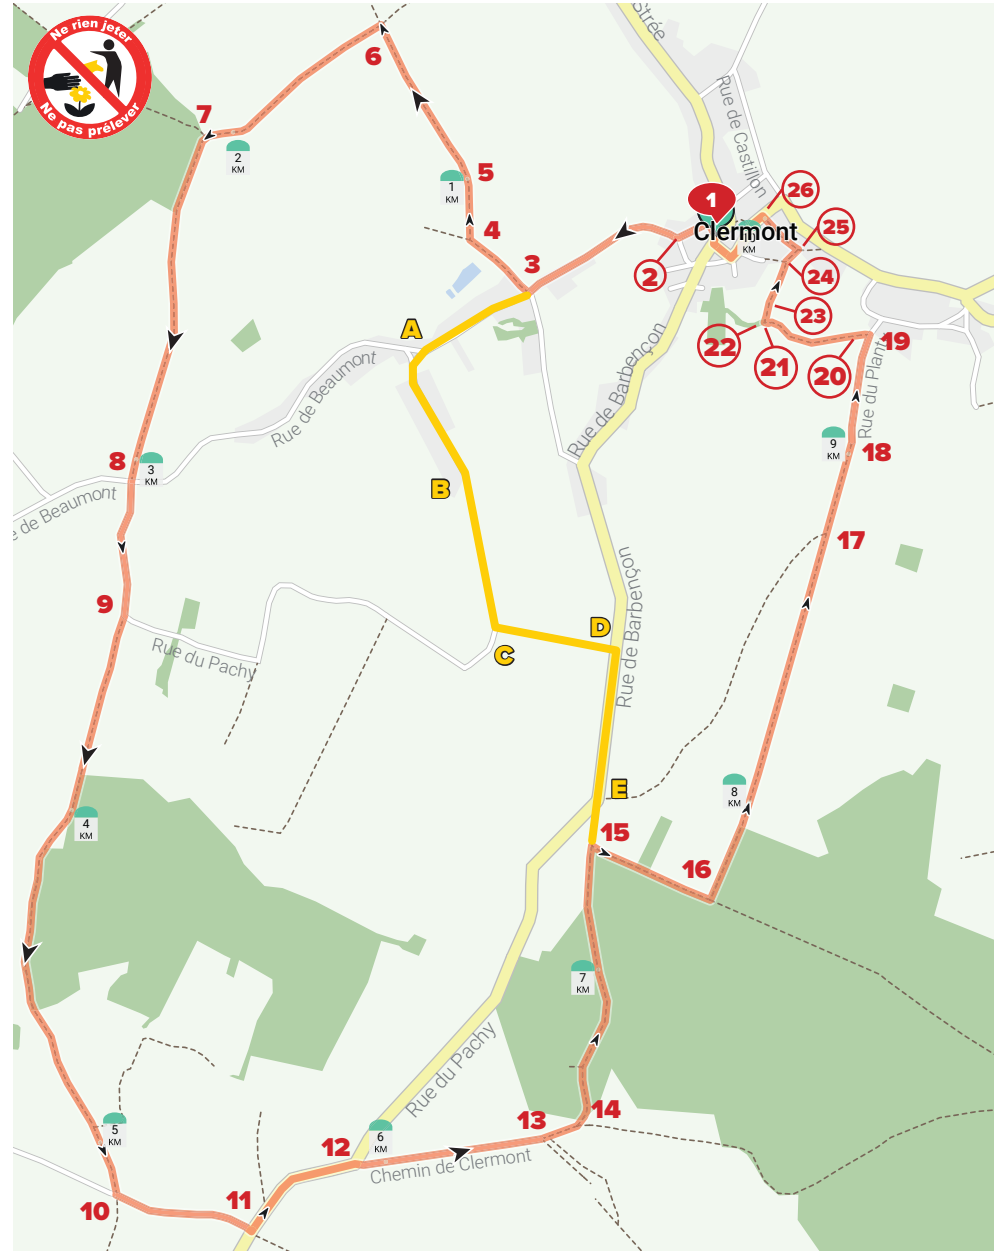 Ne rien jeter
Ne pas prélever
Strée
6
7
2
KM
Rue de Castillon
5
1
KM
26
1
4
Clermont
25
3
2
24
23
A
22
21
20
19
Rue de Beaumont
Rue de Barbençon
Rue du Plant
9
KM
18
8
3
KM
B
e de Beaumont
17
9
Rue de Barbençon
D
C
Rue du Pachy
E
8
KM
4
KM
15
16
7
KM
Rue du Pachy
5
KM
14
13
6
KM
12
Chemin de Clermont
11
10